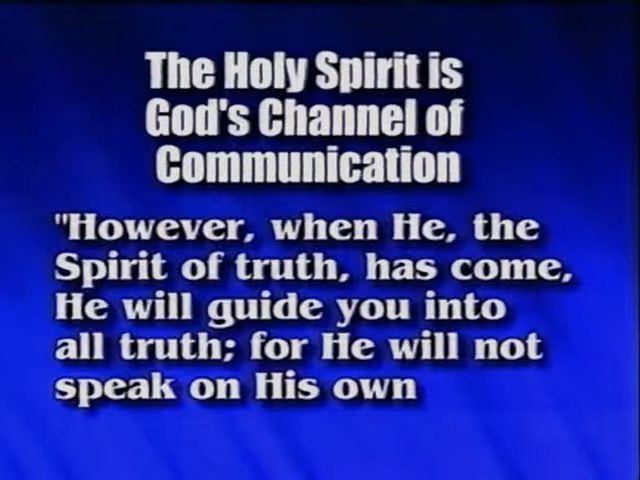 The Holy Spirit is
God's Channel of
Communication
"However, when He, the
Spirit of truth, has come,
He will guide you into
all truth; for He will not
speak on His own